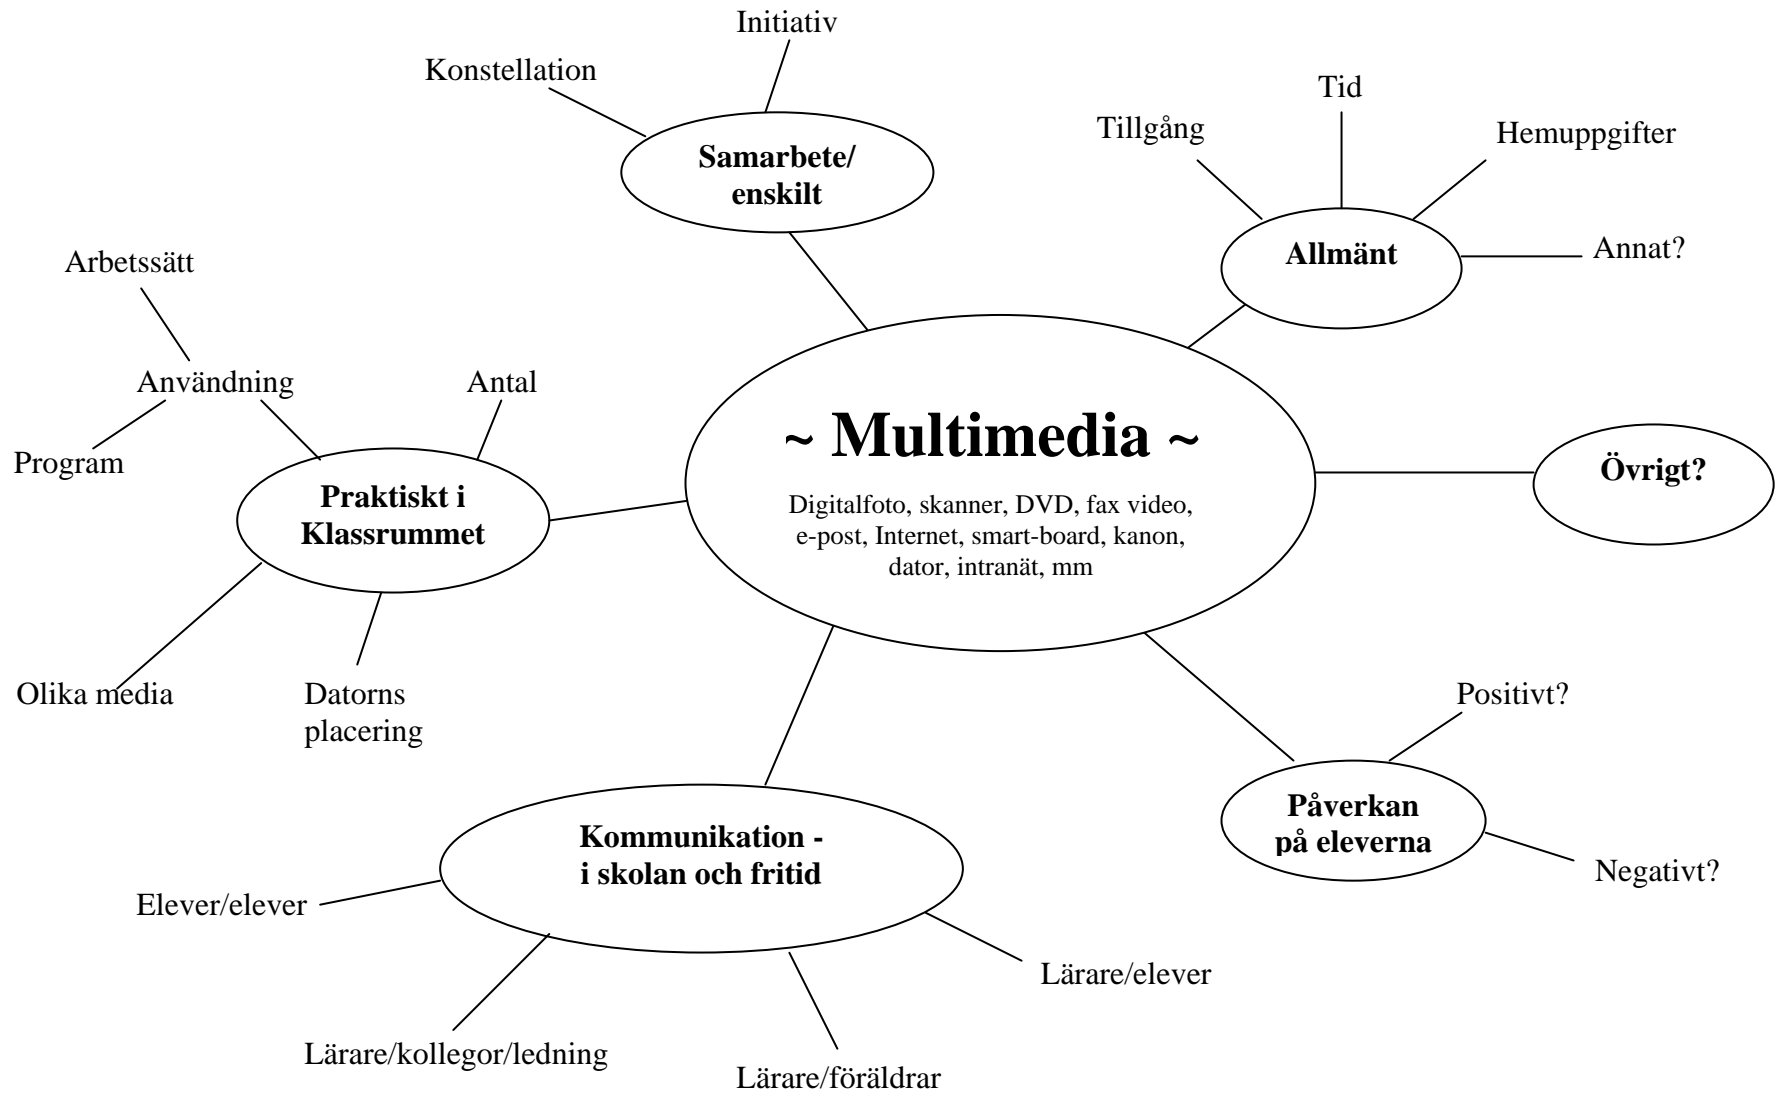 Initiativ
Konstellation
Samarbete/
enskilt
Tid
Tillgång
Hemuppgifter
Allmänt
Annat?
Arbetssätt
Användning
Antal
Program
Praktiskt i
Klassrummet
Olika media
Datorns
placering
~ Multimedia ~
Digitalfoto, skanner, DVD, fax video,
e-post, Internet, smart-board, kanon,
dator, intranät, mm
Övrigt?
Positivt?
Påverkan
på eleverna
Negativt?
Kommunikation -
i skolan och fritid
Elever/elever
Lärare/elever
Lärare/kollegor/ledning
Lärare/föräldrar